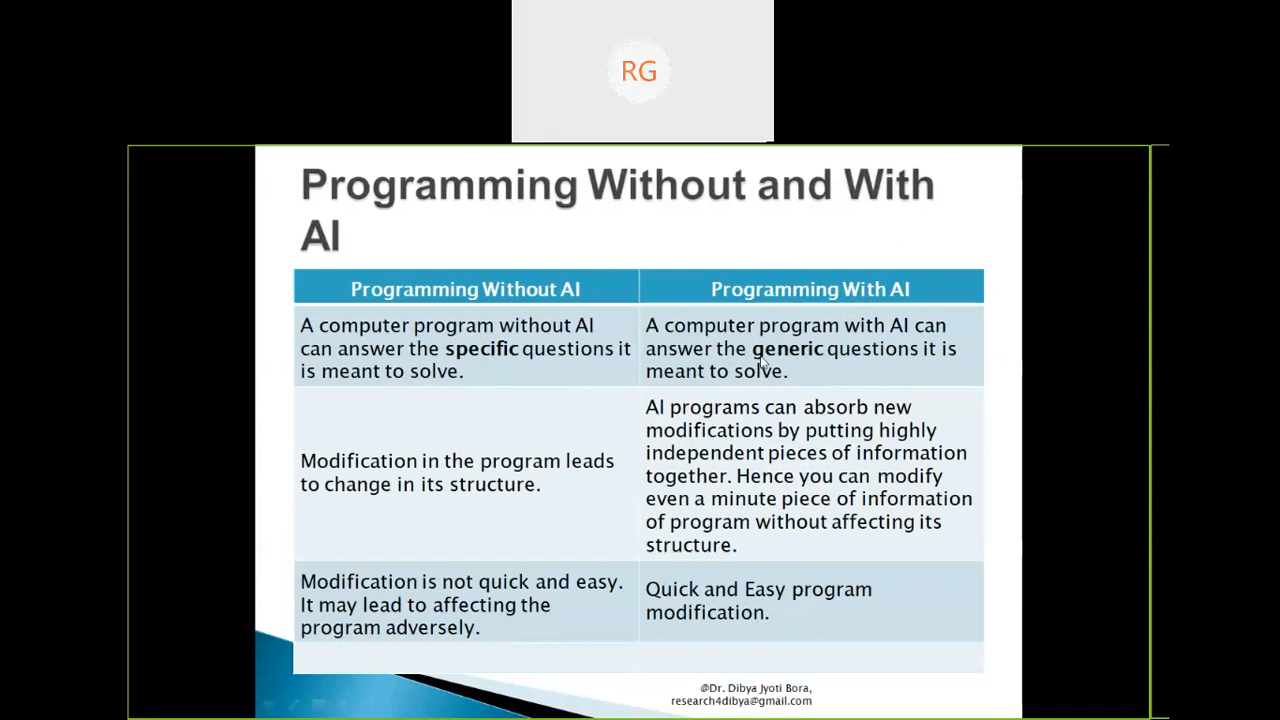 RG
Programming Without and With
AI
Programming Without AI
Programming With AI
A computer program without AI
can answer the specific questions it
is meant to solve.
A computer program with AI can
answer the generic questions it is
meant to solve.
Modification in the program leads
to change in its structure.
AI programs can absorb new
modifications by putting highly
independent pieces of information
together. Hence you can modify
even a minute piece of information
of program without affecting its
structure.
Modification is not quick and easy.
It may lead to affecting the
program adversely.
Quick and Easy program
modification.
@Dr. Dibya Jyoti Bora,
research4dibya@gmail.com